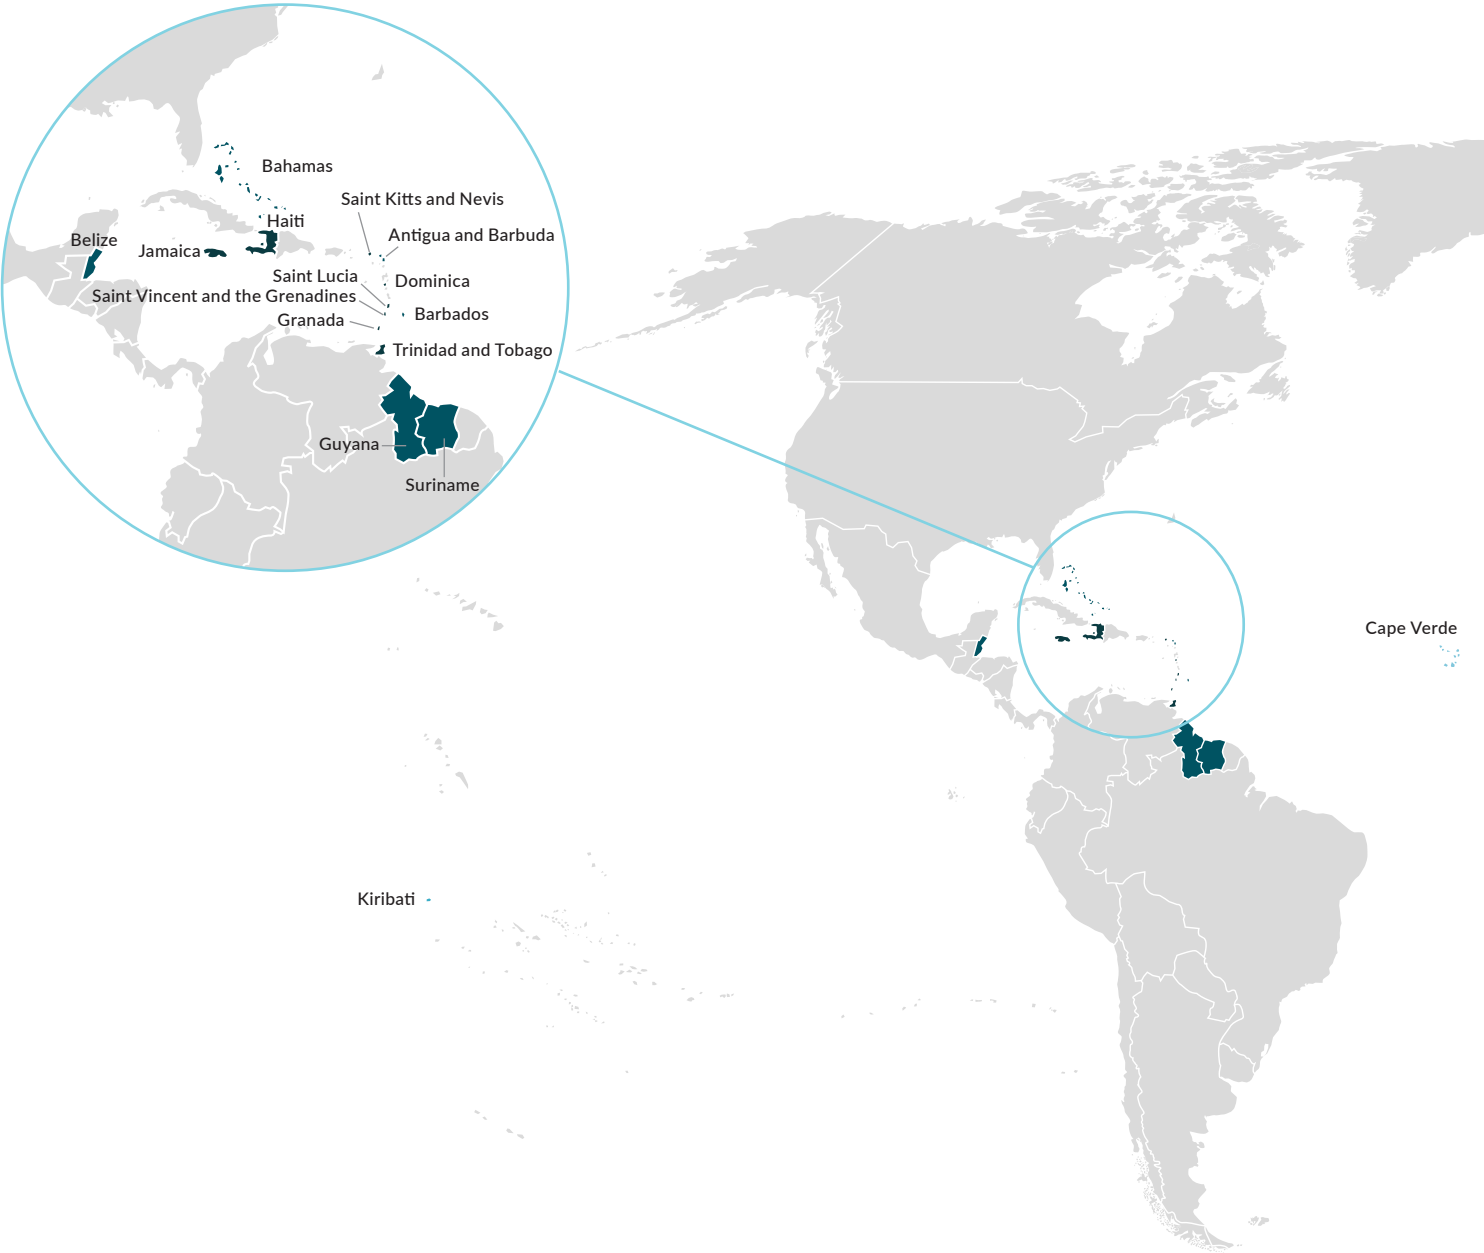 Bahamas
Saint Kitts and Nevis
Haiti
Antigua and Barbuda
Belize
Jamaica
Saint Lucia
Dominica
Saint Vincent and the Grenadines
Barbados
Granada
Trinidad and Tobago
Guyana
Suriname
Cape Verde
Kiribati